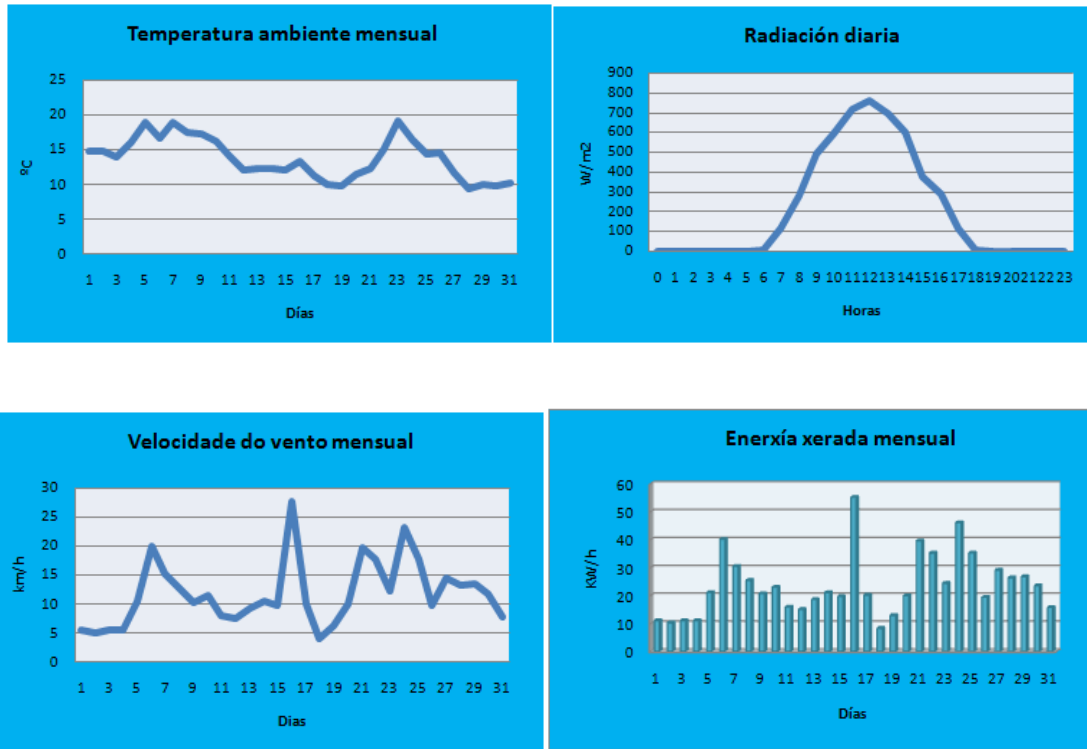 Temperatura ambiente mensual
25
20
15
10
5
0
ºC
1 3 5 7 9 11 13 15 17 19 21 23 25 27 29 31
Días
Radiación diaria
900
800
700
600
500
400
300
200
100
0
W/m2
0 1 2 3 4 5 6 7 8 9 10 11 12 13 14 15 16 17 18 19 20 21 22 23
Horas
Velocidade do vento mensual
30
25
20
15
10
5
0
km/h
1 3 5 7 9 11 13 15 17 19 21 23 25 27 29 31
Dias
Enerxía xerada mensual
60
50
40
30
20
10
0
KW/h
1 3 5 7 9 11 13 15 17 19 21 23 25 27 29 31
Días